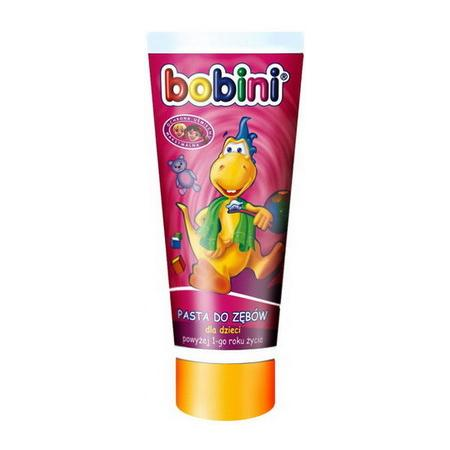 bobini®
PASTA DO ZĘBÓW
dla dzieci
powyżej 1-go roku życia